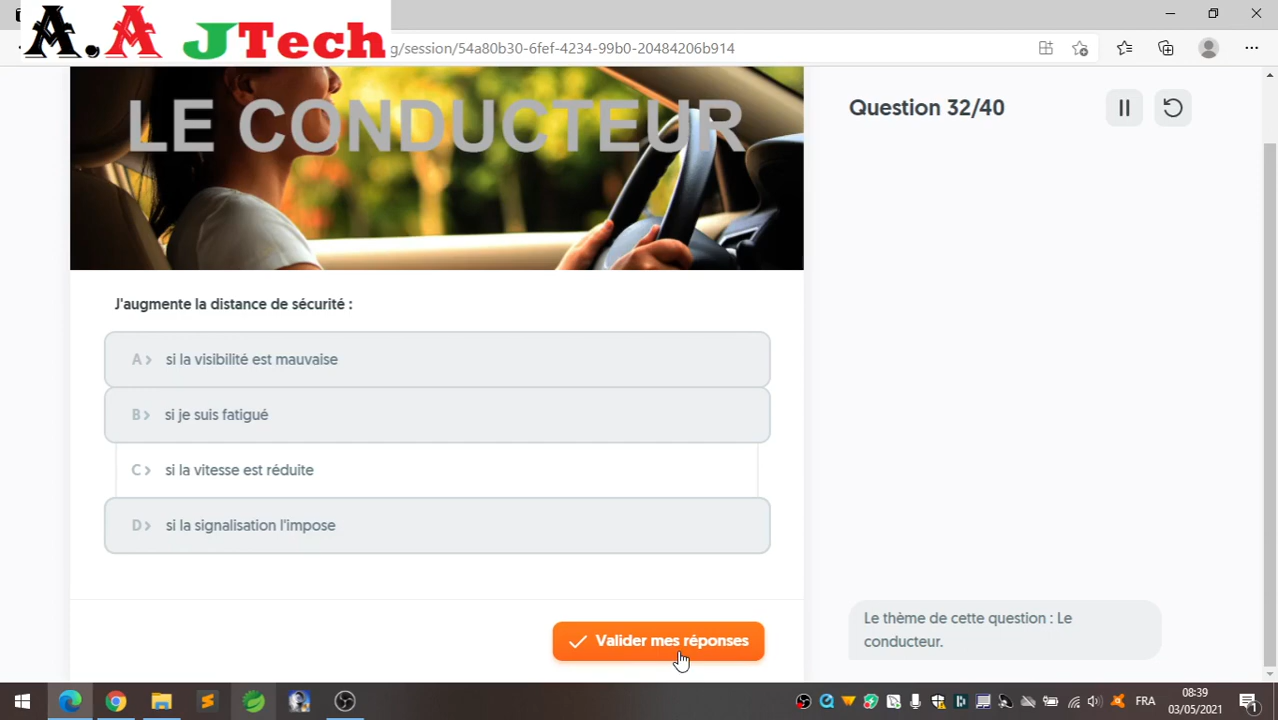 A.A JTech
g/session/54a80b30-6fef-4234-99b0-20484206b914
LE CONDUCTEUR
Question 32/40
J'augmente la distance de sécurité :
A si la visibilité est mauvaise
B si je suis fatigué
C si la vitesse est réduite
D si la signalisation l'impose
Valider mes réponses
Le thème de cette question : Le
conducteur.
FRA
08:39
03/05/2021
1